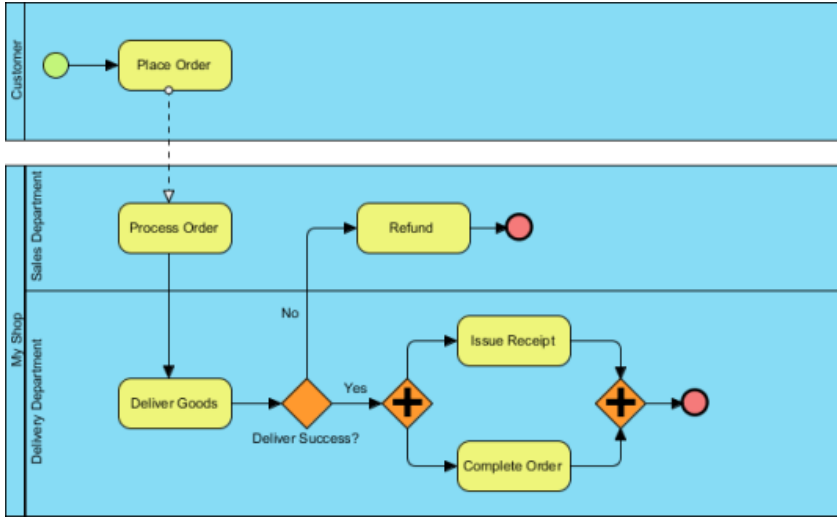 Customer
Place Order
My Shop
Sales Department
Process Order
Refund
Delivery Department
No
Issue Receipt
Deliver Goods
Yes
Deliver Success?
Complete Order